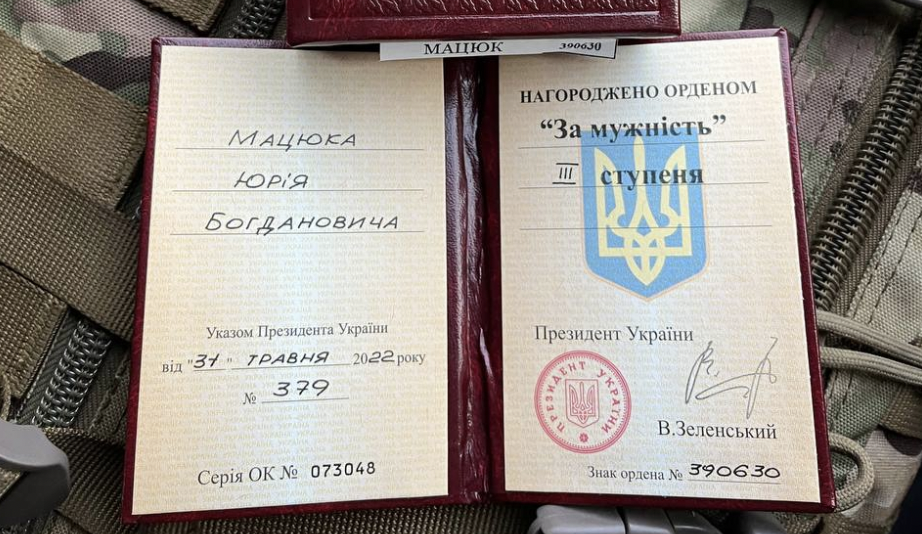 МАЦЮК 390630
Мацюка
Юрія
Богдановича
Указом Президента України
від "31" травня 2022 року
№ 379
Серія ОК № 073048
НАГОРОДЖЕНО ОРДЕНОМ
“За мужність”
III ступеня
Президент України
ПРЕЗИДЕНТ УКРАЇНИ
В.Зеленський
Знак ордена № 390630